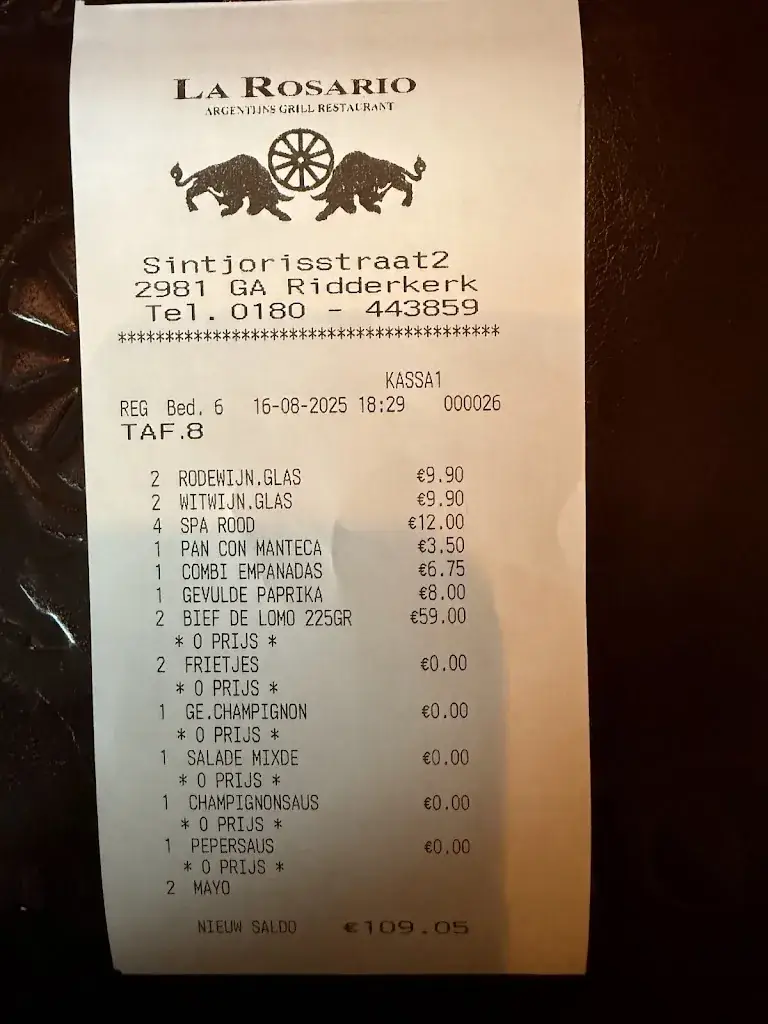 LA ROSARIO
ARGENTIJNS GRILL RESTAURANT
Sintjorisstraat2
2981 GA Ridderkerk
Tel. 0180 - 443859
*****************************************
KASSA1
REG Bed. 6 16-08-2025 18:29 000026
TAF.8
2 RODEWIJN.GLAS €9.90
2 WITWIJN.GLAS €9.90
4 SPA ROOD €12.00
1 PAN CON MANTECA €3.50
1 COMBI EMPANADAS €6.75
1 GEVULDE PAPRIKA €8.00
2 BIEF DE LOMO 225GR €59.00
* 0 PRIJS *
2 FRIETJES €0.00
* 0 PRIJS *
1 GE.CHAMPIGNON €0.00
* 0 PRIJS *
1 SALADE MIXDE €0.00
* 0 PRIJS *
1 CHAMPIGNONSAUS €0.00
* 0 PRIJS *
1 PEPERSAUS €0.00
* 0 PRIJS *
2 MAYO
NIEUW SALDO €109.05